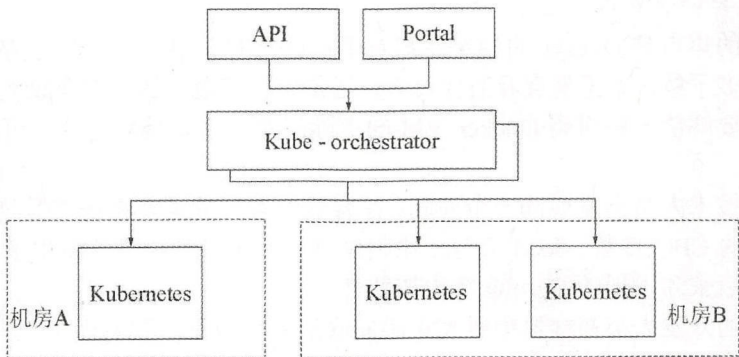 API
Portal
Kube - orchestrator
Kubernetes
Kubernetes
Kubernetes
机房A
机房B